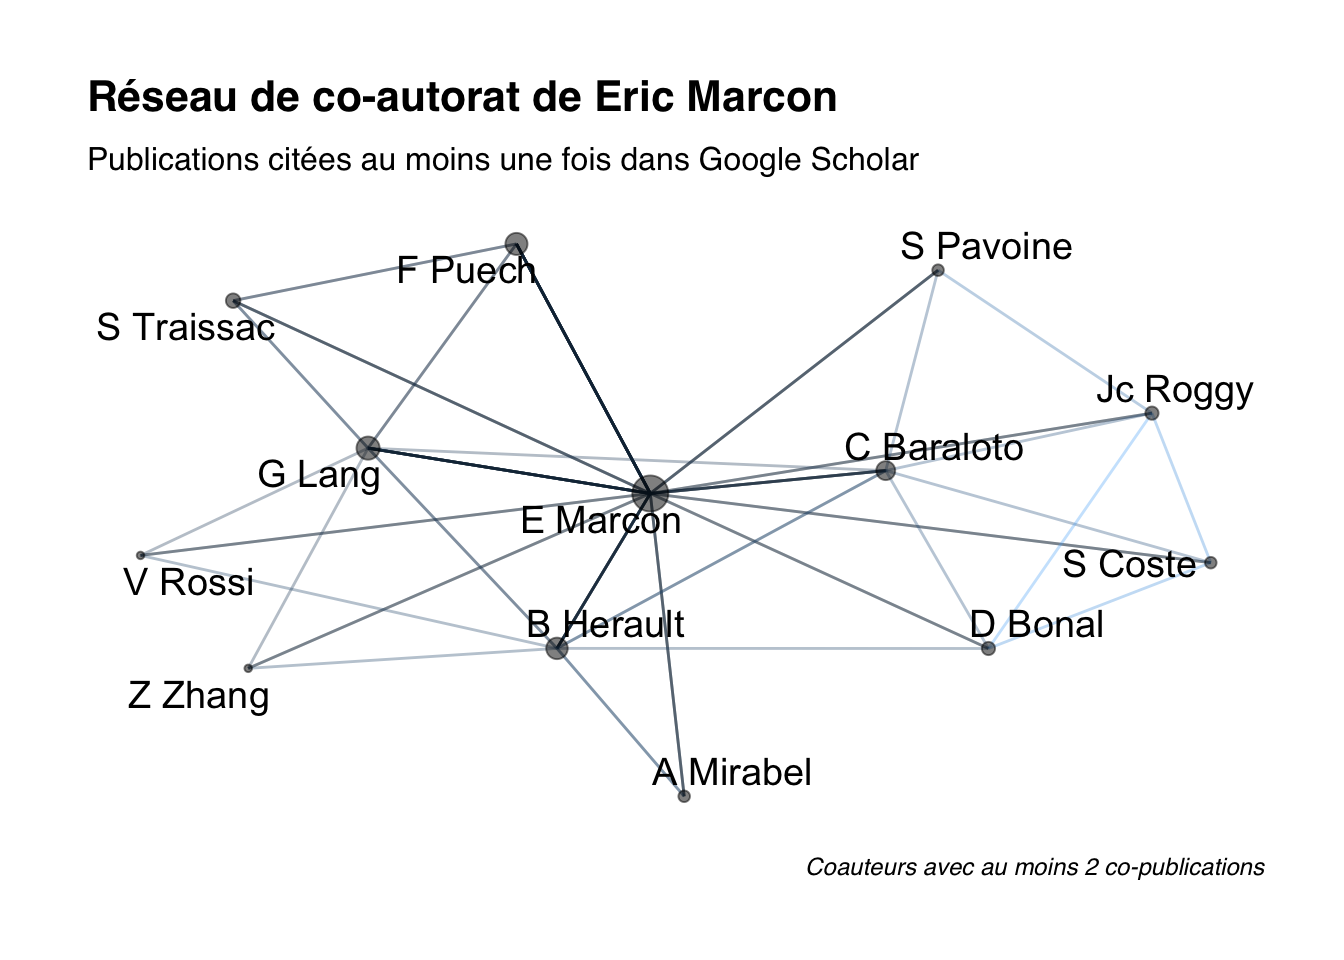 Réseau de co-autorat de Eric Marcon
Publications citées au moins une fois dans Google Scholar
S Pavoine
F Puech
S Traissac
Jc Roggy
C Baraloto
G Lang
E Marcon
S Coste
V Rossi
B Herault
D Bonal
Z Zhang
A Mirabel
Coauteurs avec au moins 2 co-publications